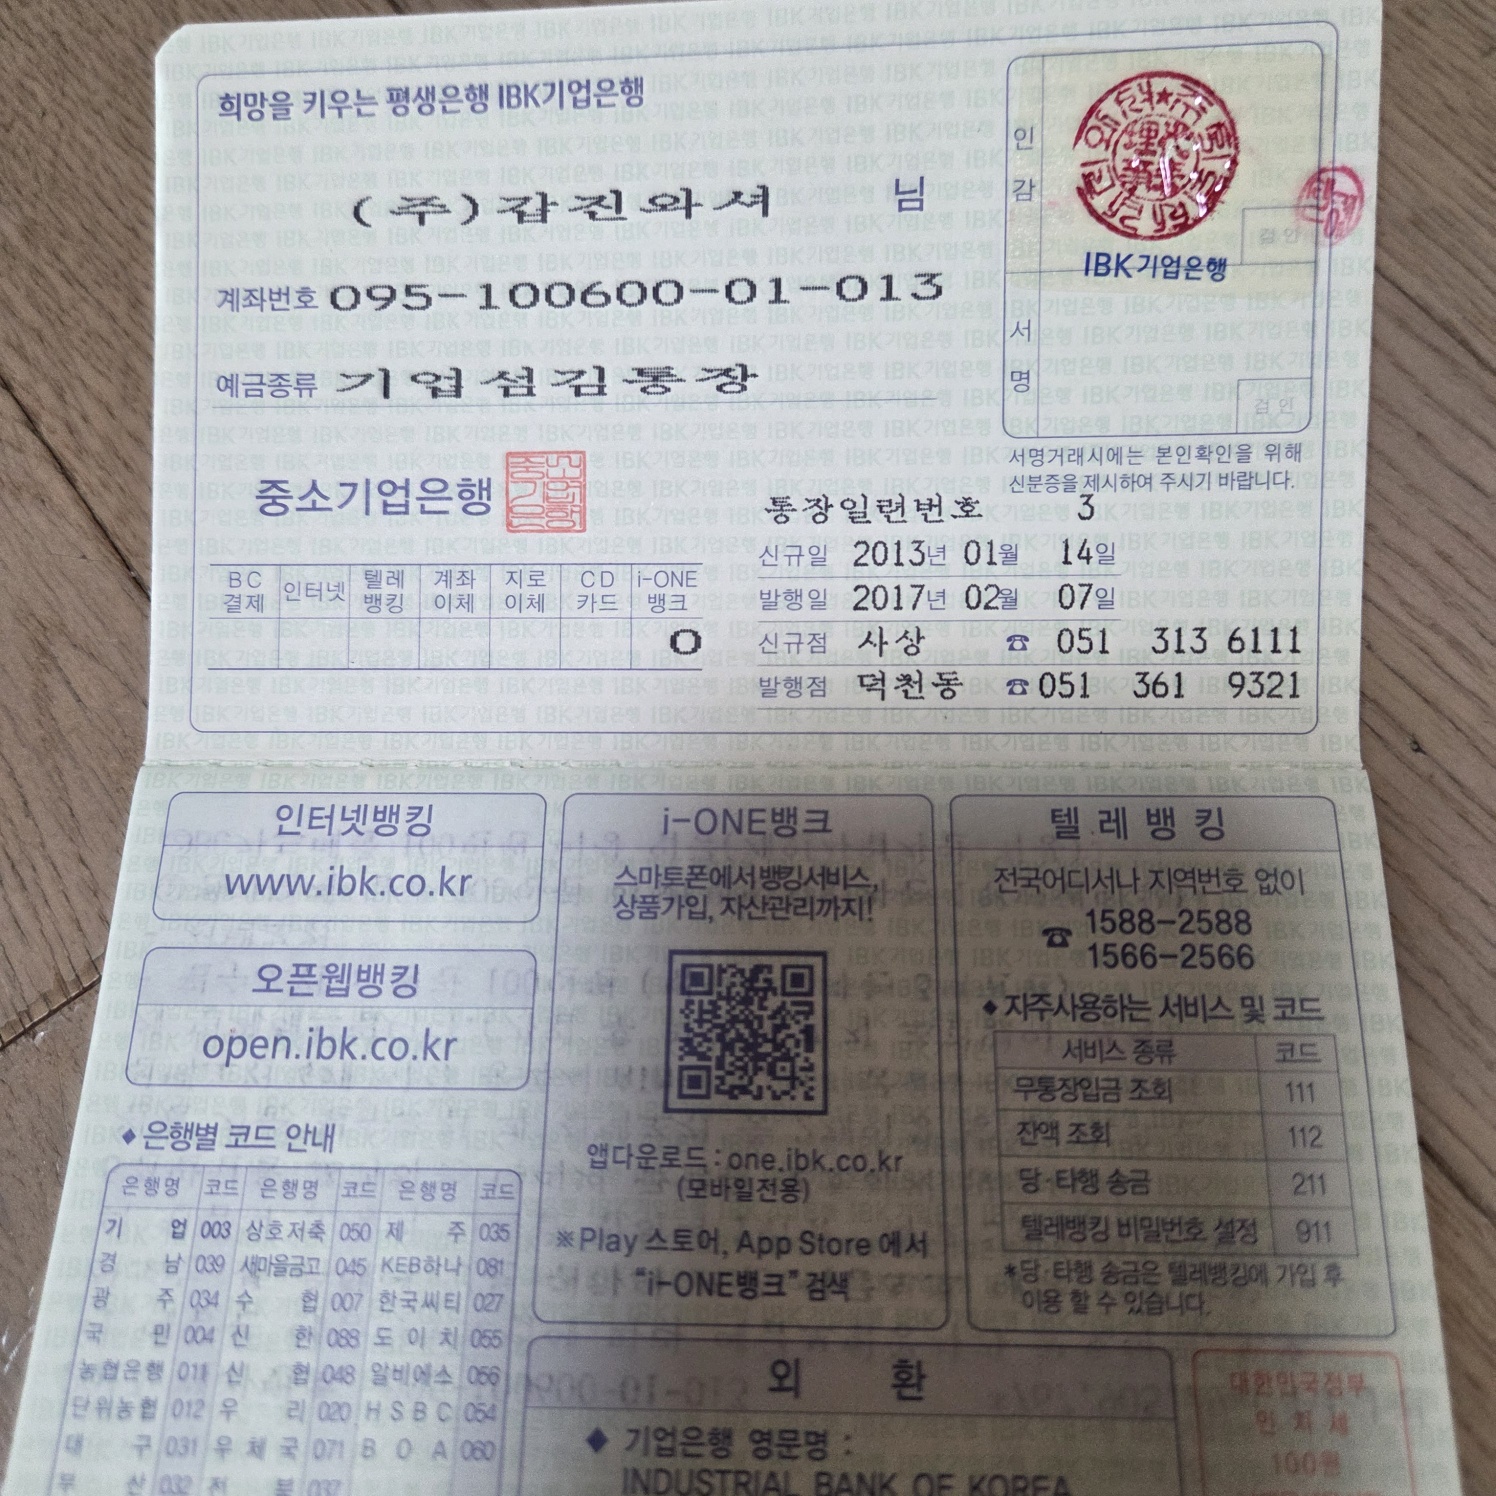 희망을 키우는 평생은행 IBK기업은행
(주)갑진와셔 님
계좌번호 095-100600-01-013
예금종류 기업섬김통장
중소기업은행
인감
검인
IBK기업은행
서명
검인
서명거래시에는 본인확인을 위해
신분증을 제시하여 주시기 바랍니다.
통장일련번호 3
신규일 2013년 01월 14일
발행일 2017년 02월 07일
신규점 사상 ☎ 051 313 6111
발행점 덕천동 ☎ 051 361 9321
BC결제 인터넷 텔레뱅킹 계좌이체 지로이체 CD카드 i-ONE뱅크
O
인터넷뱅킹
www.ibk.co.kr
오픈웹뱅킹
open.ibk.co.kr
◆은행별 코드 안내
은행명 코드 은행명 코드 은행명 코드
기업 003 상호저축 050 제주 035
경남 039 새마을금고 045 KEB하나 081
광주 034 수협 007 한국씨티 027
국민 004 신한 088 도이치 055
농협은행 011 신협 048 알비에스 056
단위농협 012 우리 020 HSBC 054
대구 031 우체국 071 BOA 060
부산 032 전북 037
i-ONE뱅크
스마트폰에서 뱅킹서비스,
상품가입, 자산관리까지!
앱다운로드 : one.ibk.co.kr
(모바일전용)
※Play 스토어, App Store 에서
“i-ONE뱅크” 검색
텔레뱅킹
전국어디서나 지역번호 없이
☎ 1588-2588
1566-2566
◆ 자주사용하는 서비스 및 코드
서비스 종류 코드
무통장입금 조회 111
잔액 조회 112
당·타행 송금 211
텔레뱅킹 비밀번호 설정 911
*당·타행 송금은 텔레뱅킹에 가입 후
이용 할 수 있습니다.
외환
◆ 기업은행 영문명 :
INDUSTRIAL BANK OF KOREA
대한민국정부
인지세
100원